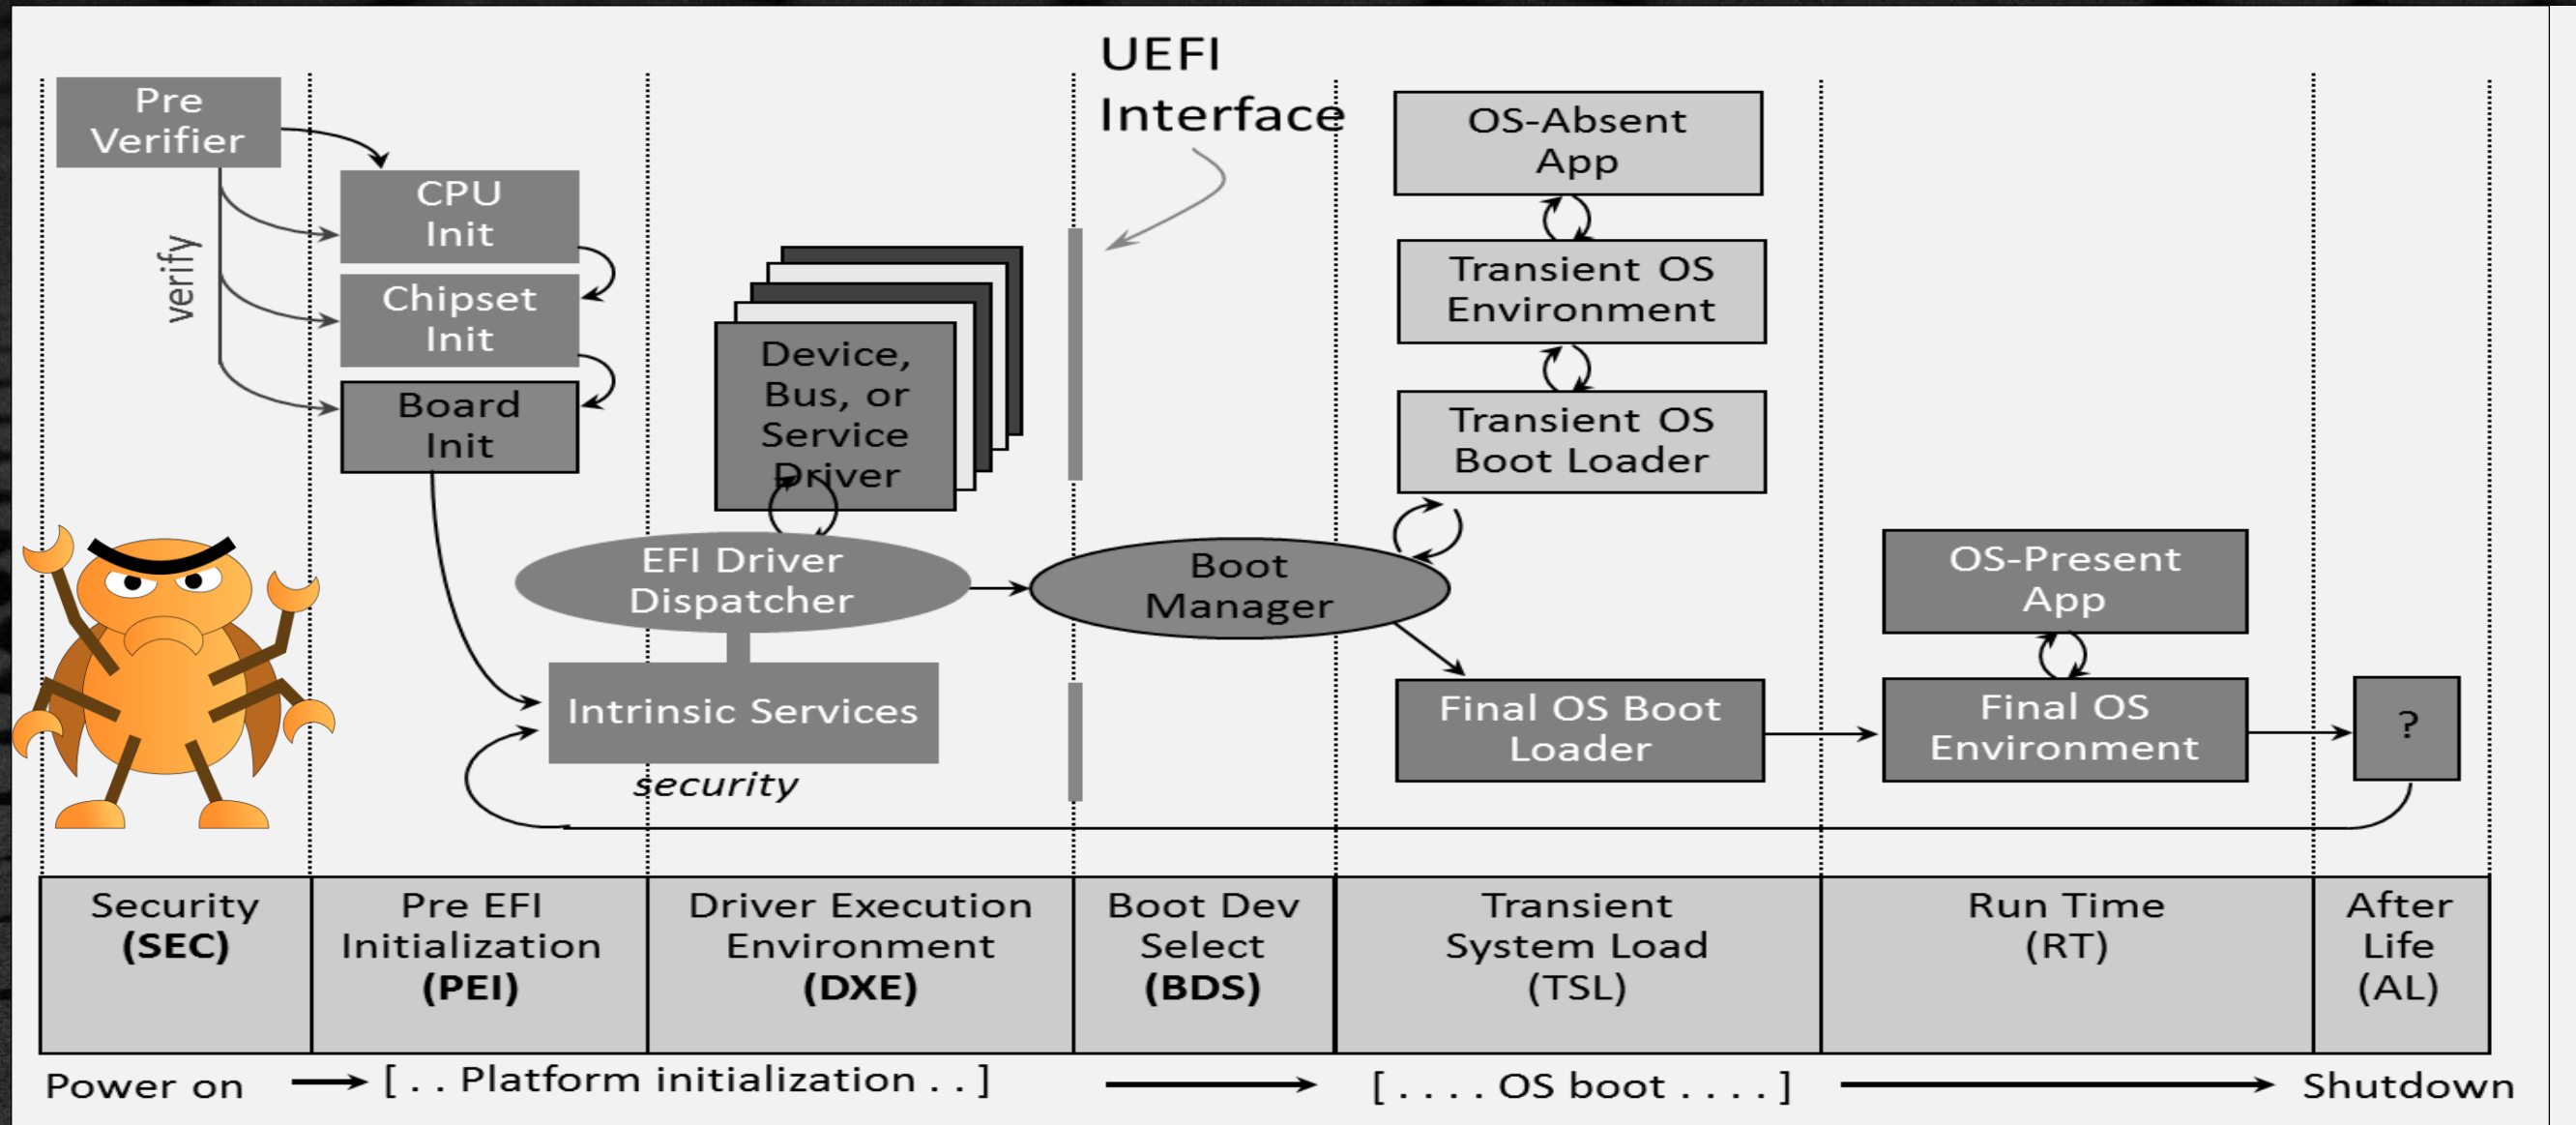 UEFI
Interface
Pre
Verifier
verify
CPU
Init
Chipset
Init
Board
Init
Device,
Bus, or
Service
Driver
EFI Driver
Dispatcher
Intrinsic Services
security
Boot
Manager
OS-Absent
App
Transient OS
Environment
Transient OS
Boot Loader
Final OS Boot
Loader
OS-Present
App
Final OS
Environment
?
Security
(SEC)
Pre EFI
Initialization
(PEI)
Driver Execution
Environment
(DXE)
Boot Dev
Select
(BDS)
Transient
System Load
(TSL)
Run Time
(RT)
After
Life
(AL)
Power on
[ . . Platform initialization . . ]
[ . . . . OS boot . . . . ]
Shutdown